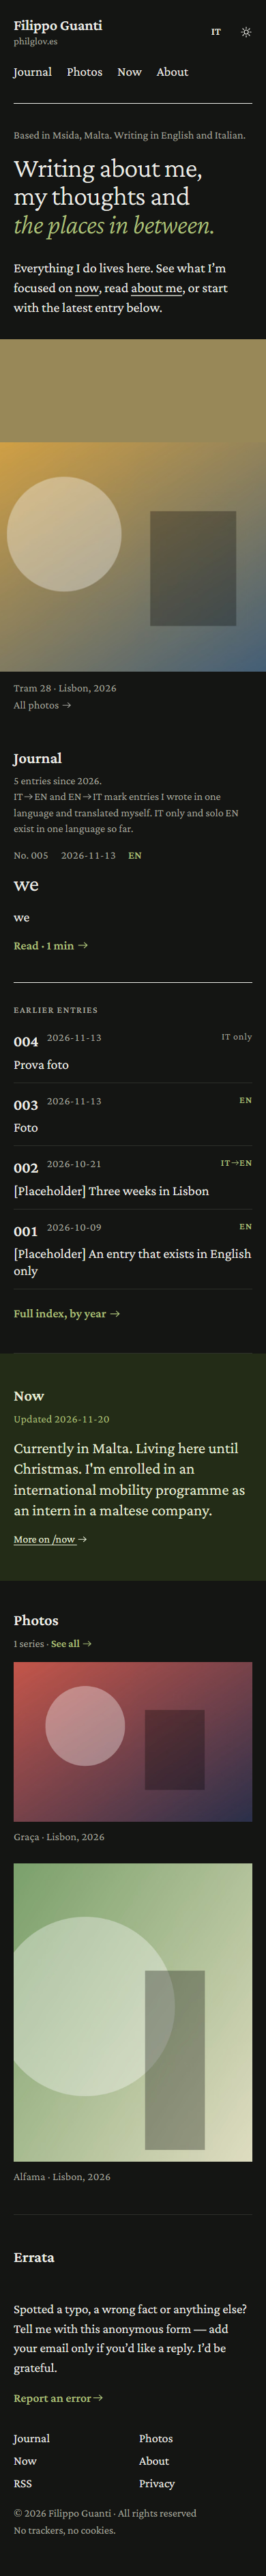 Filippo Guanti
philglov.es
IT
Journal Photos Now About
Based in Msida, Malta. Writing in English and Italian.
Writing about me,
my thoughts and
the places in between.
Everything I do lives here. See what I’m
focused on now, read about me, or start
with the latest entry below.
Tram 28 · Lisbon, 2026
All photos →
Journal
5 entries since 2026.
IT→EN and EN→IT mark entries I wrote in one
language and translated myself. IT only and solo EN
exist in one language so far.
No. 005 2026-11-13 EN
we
we
Read · 1 min →
EARLIER ENTRIES
004 2026-11-13 IT only
Prova foto
003 2026-11-13 EN
Foto
002 2026-10-21 IT→EN
[Placeholder] Three weeks in Lisbon
001 2026-10-09 EN
[Placeholder] An entry that exists in English
only
Full index, by year →
Now
Updated 2026-11-20
Currently in Malta. Living here until
Christmas. I'm enrolled in an
international mobility programme as
an intern in a maltese company.
More on /now →
Photos
1 series · See all →
Graça · Lisbon, 2026
Alfama · Lisbon, 2026
Errata
Spotted a typo, a wrong fact or anything else?
Tell me with this anonymous form — add
your email only if you’d like a reply. I’d be
grateful.
Report an error→
Journal Photos
Now About
RSS Privacy
© 2026 Filippo Guanti · All rights reserved
No trackers, no cookies.